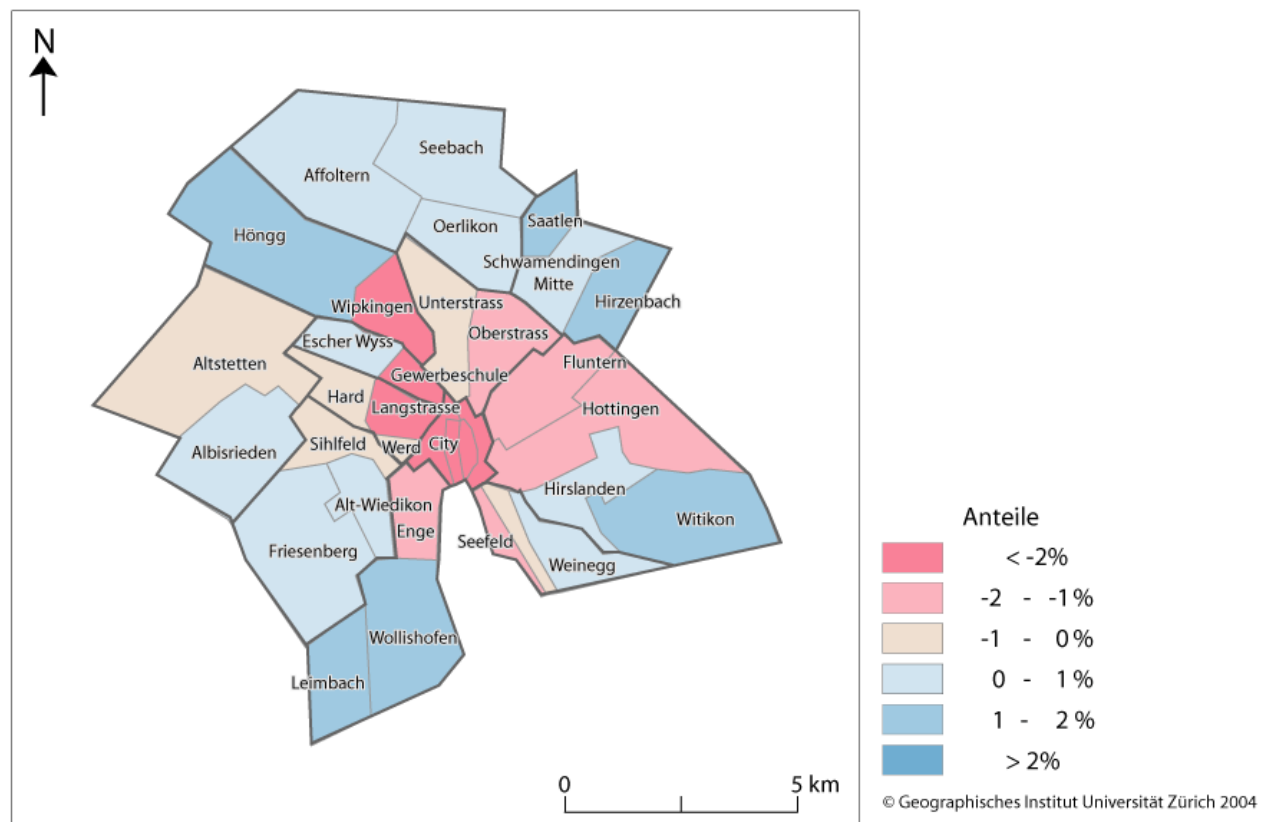 N
Seebach
Affoltern
Saatlen
Oerlikon
Höngg
Schwamendingen
Mitte
Hirzenbach
Unterstrass
Wipkingen
Oberstrass
Escher Wyss
Altstetten
Fluntern
Gewerbeschule
Hard
Langstrasse
Hottingen
Sihlfeld
Werd
City
Albisrieden
Hirslanden
Alt-Wiedikon
Witikon
Enge
Seefeld
Friesenberg
Weinegg
Wollishofen
Leimbach
0 5 km
Anteile
< -2%
-2 - -1 %
-1 - 0 %
0 - 1 %
1 - 2 %
> 2%
© Geographisches Institut Universität Zürich 2004